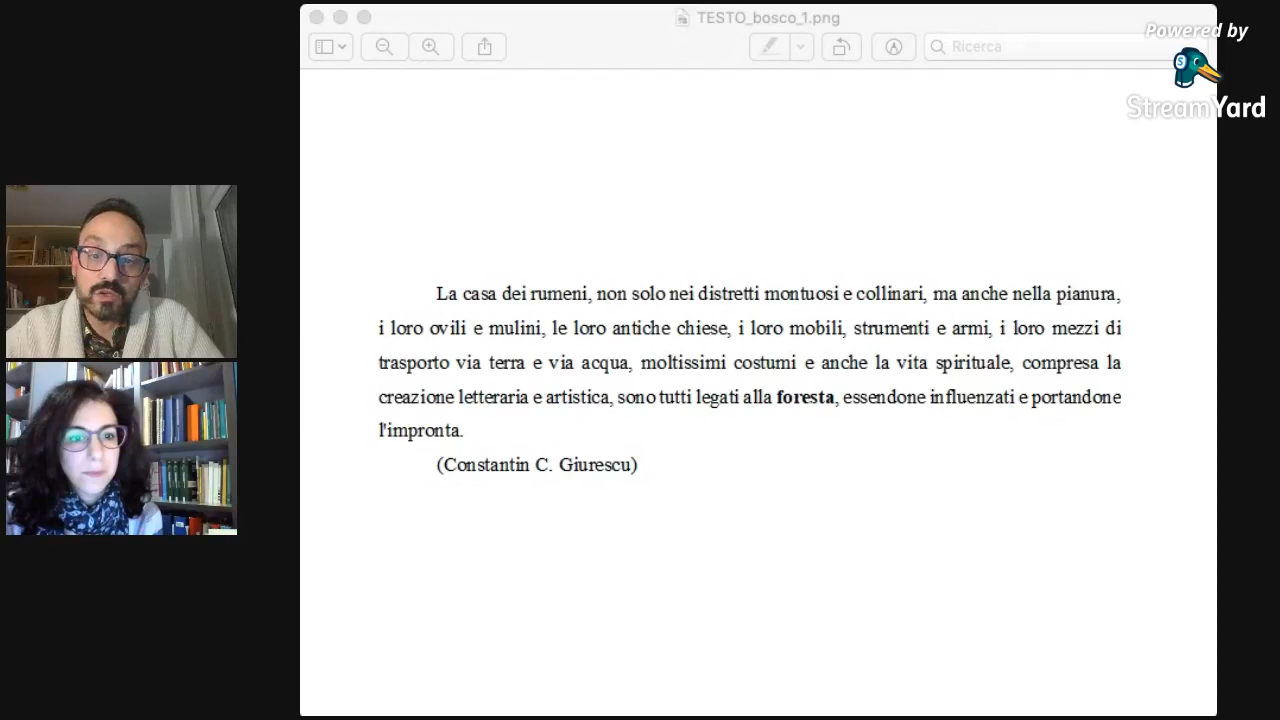 TESTO_bosco_1.png
Ricerca
Powered by
StreamYard
La casa dei rumeni, non solo nei distretti montuosi e collinari, ma anche nella pianura,
i loro ovili e mulini, le loro antiche chiese, i loro mobili, strumenti e armi, i loro mezzi di
trasporto via terra e via acqua, moltissimi costumi e anche la vita spirituale, compresa la
creazione letteraria e artistica, sono tutti legati alla foresta, essendone influenzati e portandone
l'impronta.
(Constantin C. Giurescu)